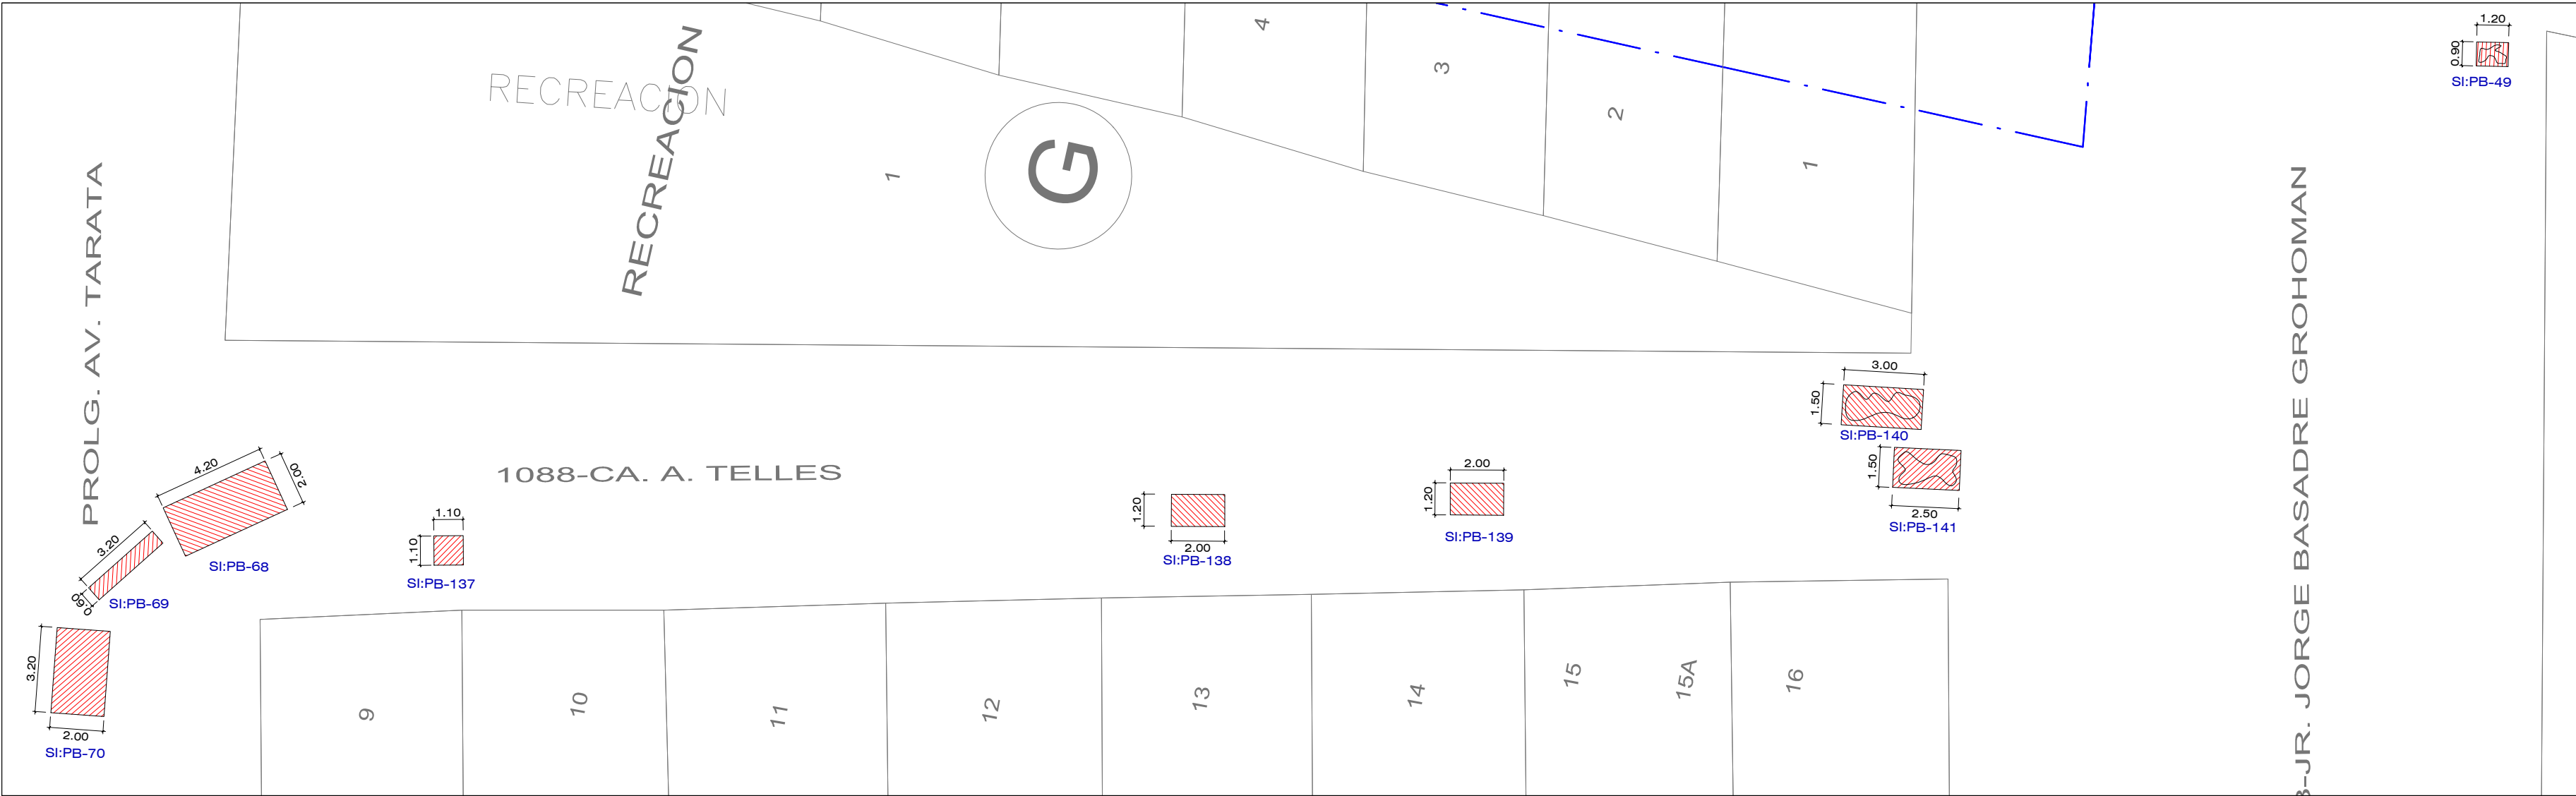 PROLG. AV. TARATA
RECREACION
RECREACION
1
G
4
3
2
1
1.20
0.90
SI:PB-49
4.20
2.00
SI:PB-68
3.20
0.60
SI:PB-69
3.20
2.00
SI:PB-70
1088-CA. A. TELLES
1.10
1.10
SI:PB-137
1.20
2.00
SI:PB-138
2.00
1.20
SI:PB-139
3.00
1.50
SI:PB-140
1.50
2.50
SI:PB-141
-JR. JORGE BASADRE GROHOMAN
9
10
11
12
13
14
15
15A
16